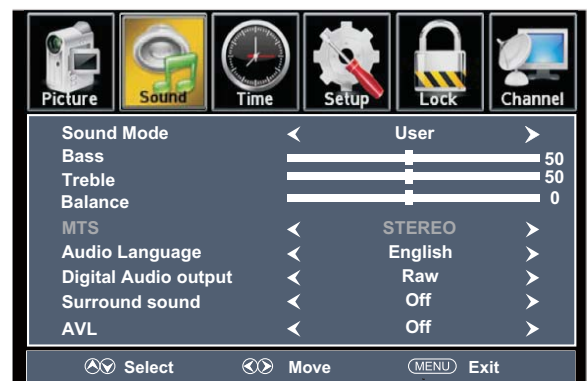 Picture Sound Time Setup Lock Channel
Sound Mode User
Bass 50
Treble 50
Balance 0
MTS STEREO
Audio Language English
Digital Audio output Raw
Surround sound Off
AVL Off
Select Move MENU Exit